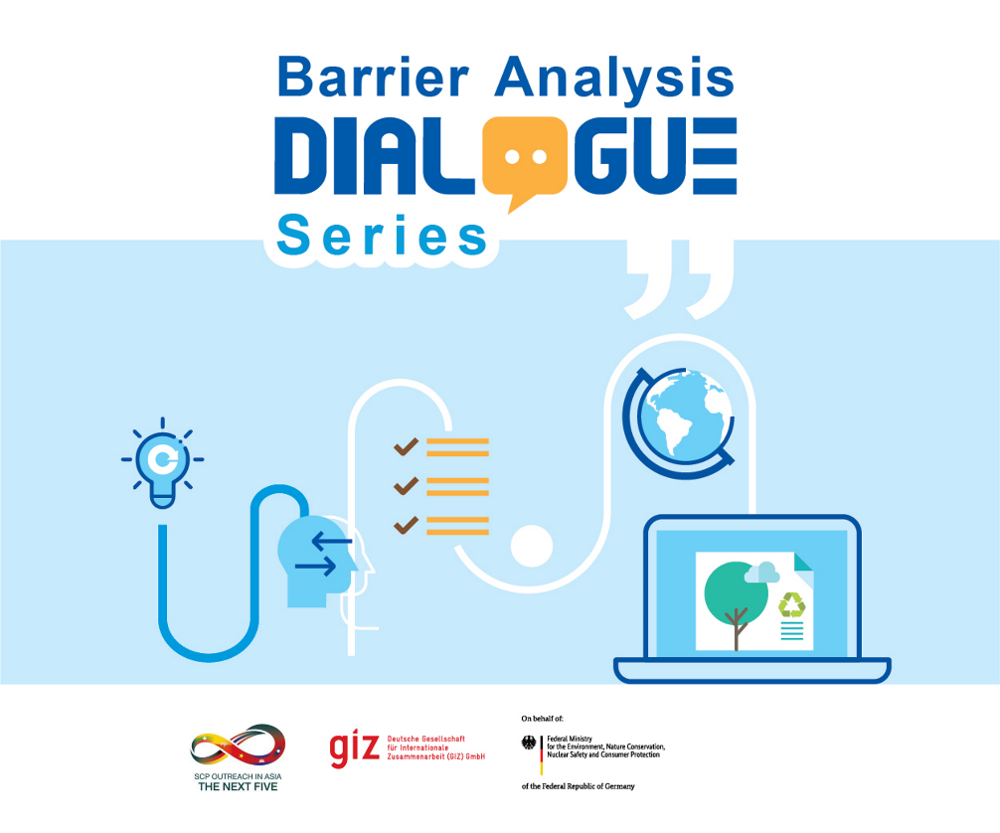 Barrier Analysis
DIALOGUE
Series
SCP OUTREACH IN ASIA
THE NEXT FIVE
giz
Deutsche Gesellschaft
für Internationale
Zusammenarbeit (GIZ) GmbH
On behalf of:
Federal Ministry
for the Environment, Nature Conservation,
Nuclear Safety and Consumer Protection
of the Federal Republic of Germany